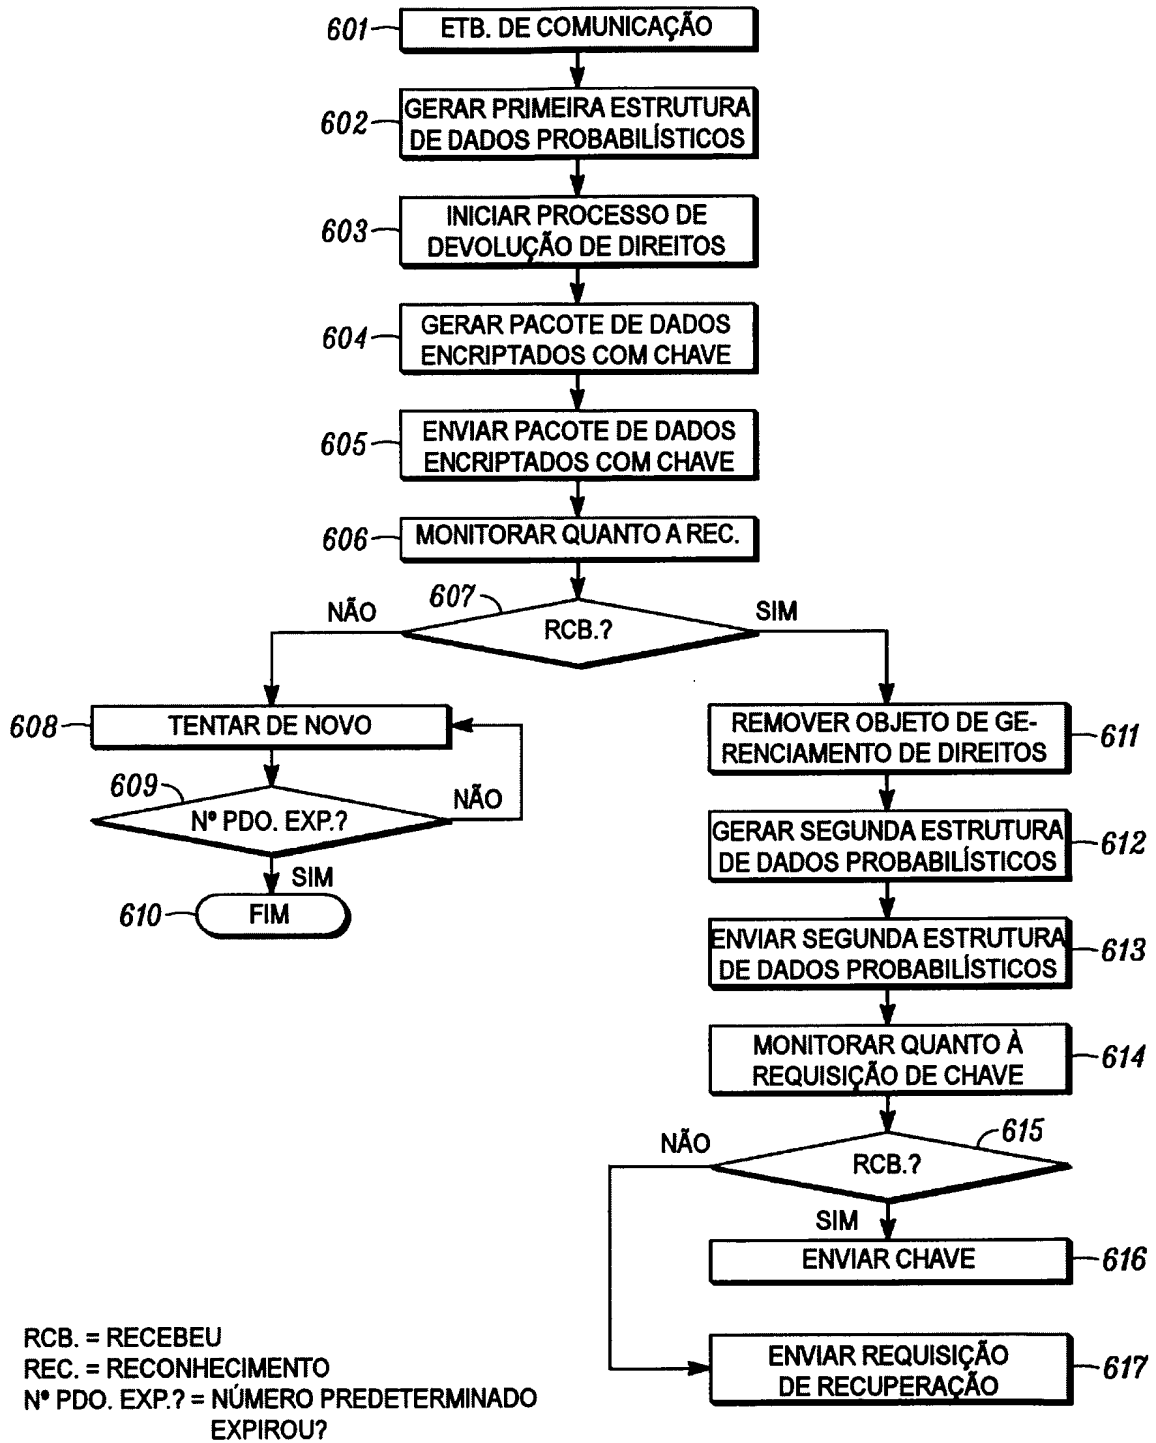 601
ETB. DE COMUNICAÇÃO
602
GERAR PRIMEIRA ESTRUTURA
DE DADOS PROBABILÍSTICOS
603
INICIAR PROCESSO DE
DEVOLUÇÃO DE DIREITOS
604
GERAR PACOTE DE DADOS
ENCRIPTADOS COM CHAVE
605
ENVIAR PACOTE DE DADOS
ENCRIPTADOS COM CHAVE
606
MONITORAR QUANTO A REC.
607
NÃO
RCB.?
SIM
608
TENTAR DE NOVO
609
Nº PDO. EXP.?
NÃO
SIM
610
FIM
REMOVER OBJETO DE GE-
RENCIAMENTO DE DIREITOS
611
GERAR SEGUNDA ESTRUTURA
DE DADOS PROBABILÍSTICOS
612
ENVIAR SEGUNDA ESTRUTURA
DE DADOS PROBABILÍSTICOS
613
MONITORAR QUANTO À
REQUISIÇÃO DE CHAVE
614
NÃO
RCB.?
615
SIM
ENVIAR CHAVE
616
ENVIAR REQUISIÇÃO
DE RECUPERAÇÃO
617
RCB. = RECEBEU
REC. = RECONHECIMENTO
Nº PDO. EXP.? = NÚMERO PREDETERMINADO
EXPIROU?